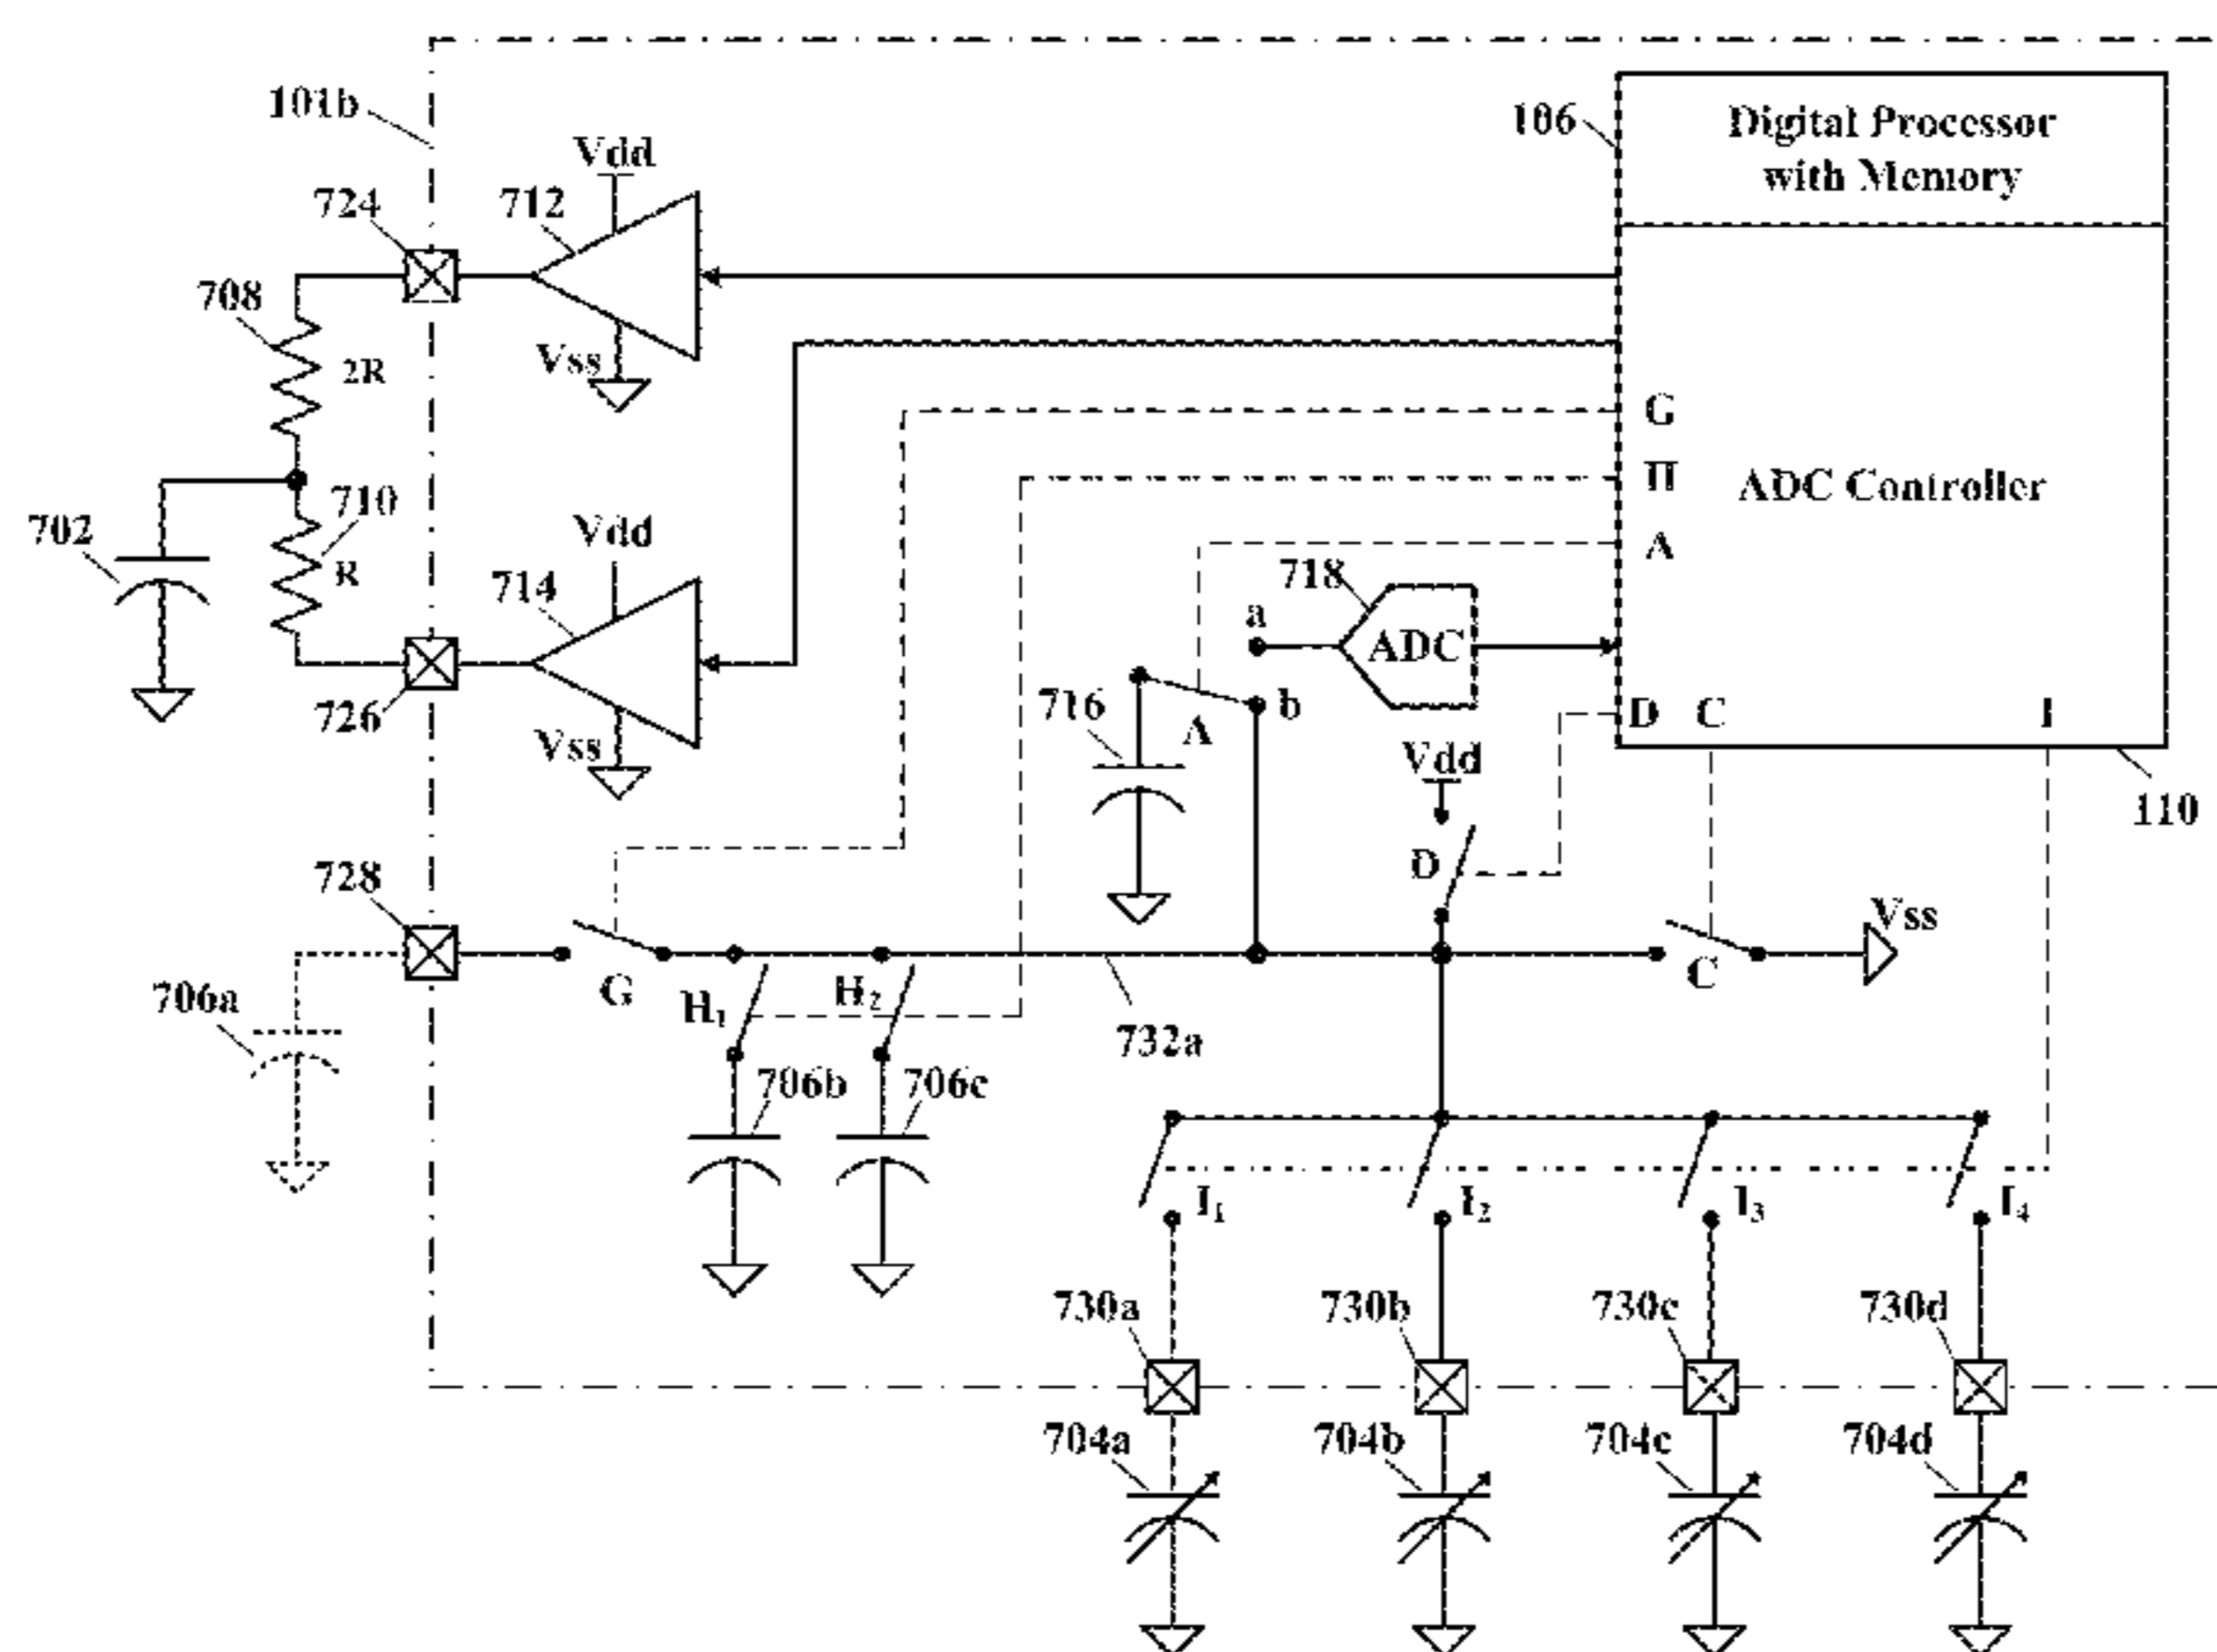 101b
106
Digital Processor
with Memory
Vdd
724
712
708
2R
Vss
G
H
ADC Controller
710
702
R
Vdd
A
714
718
a
ADC
716
b
A
726
Vss
D
C
I
Vdd
110
728
D
Vss
706a
G
H1
H2
C
732a
706b
706c
I1
I2
I3
I4
730a
730b
730c
730d
704a
704b
704c
704d